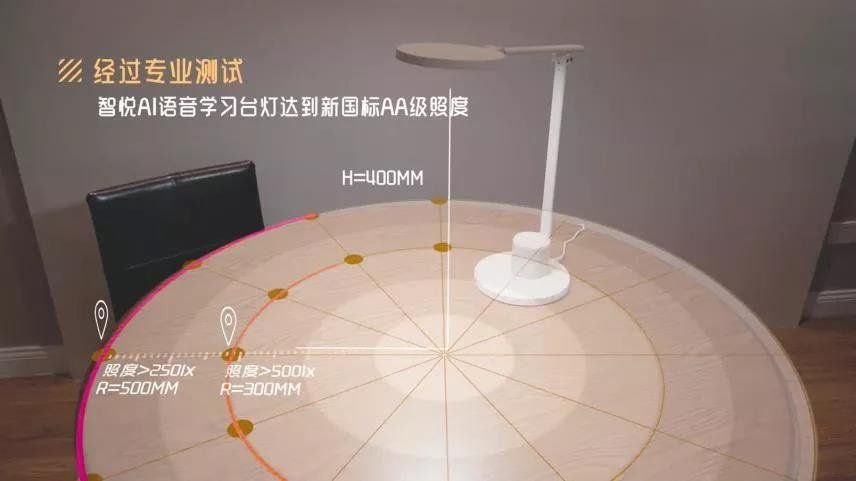 经过专业测试
智悦AI语音学习台灯达到新国标AA级照度
H=400MM
照度>250lx
R=500MM
照度>500lx
R=300MM